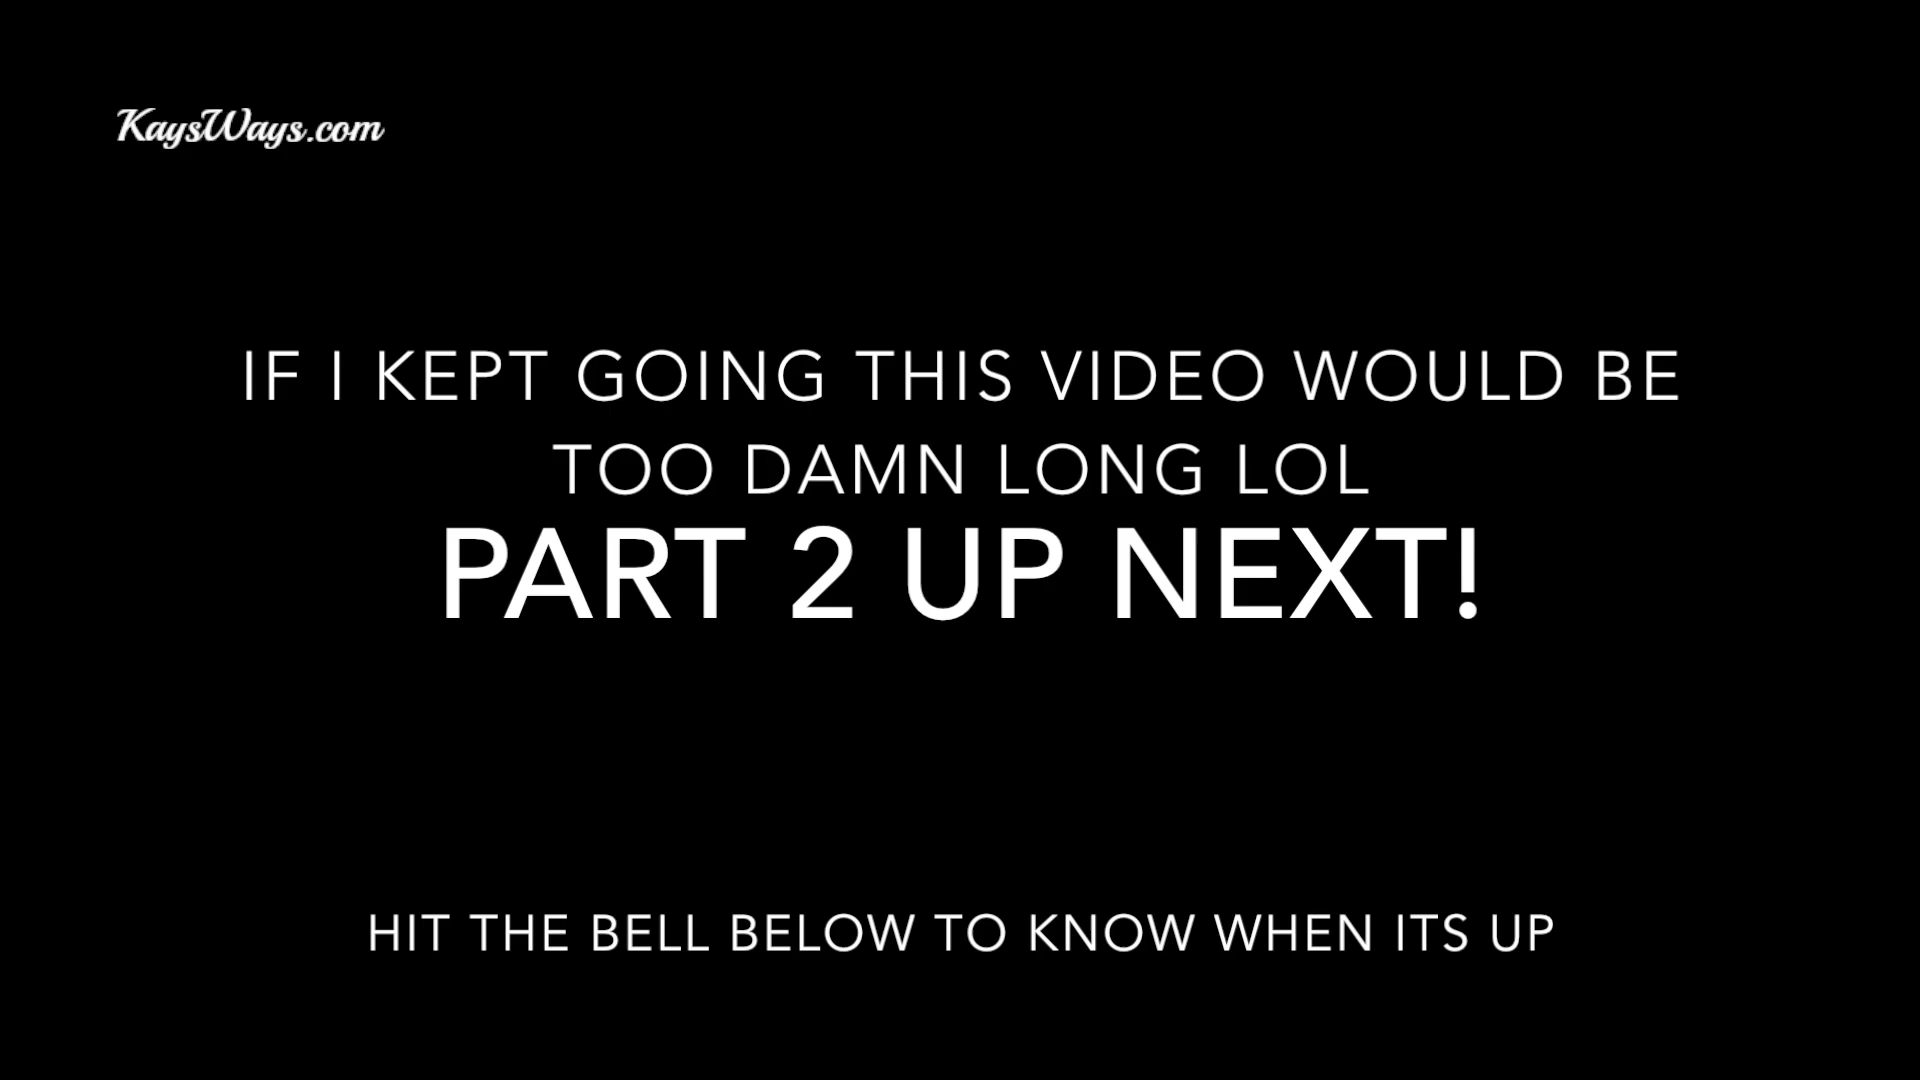 KaysWays.com
IF I KEPT GOING THIS VIDEO WOULD BE
TOO DAMN LONG LOL
PART 2 UP NEXT!
HIT THE BELL BELOW TO KNOW WHEN ITS UP